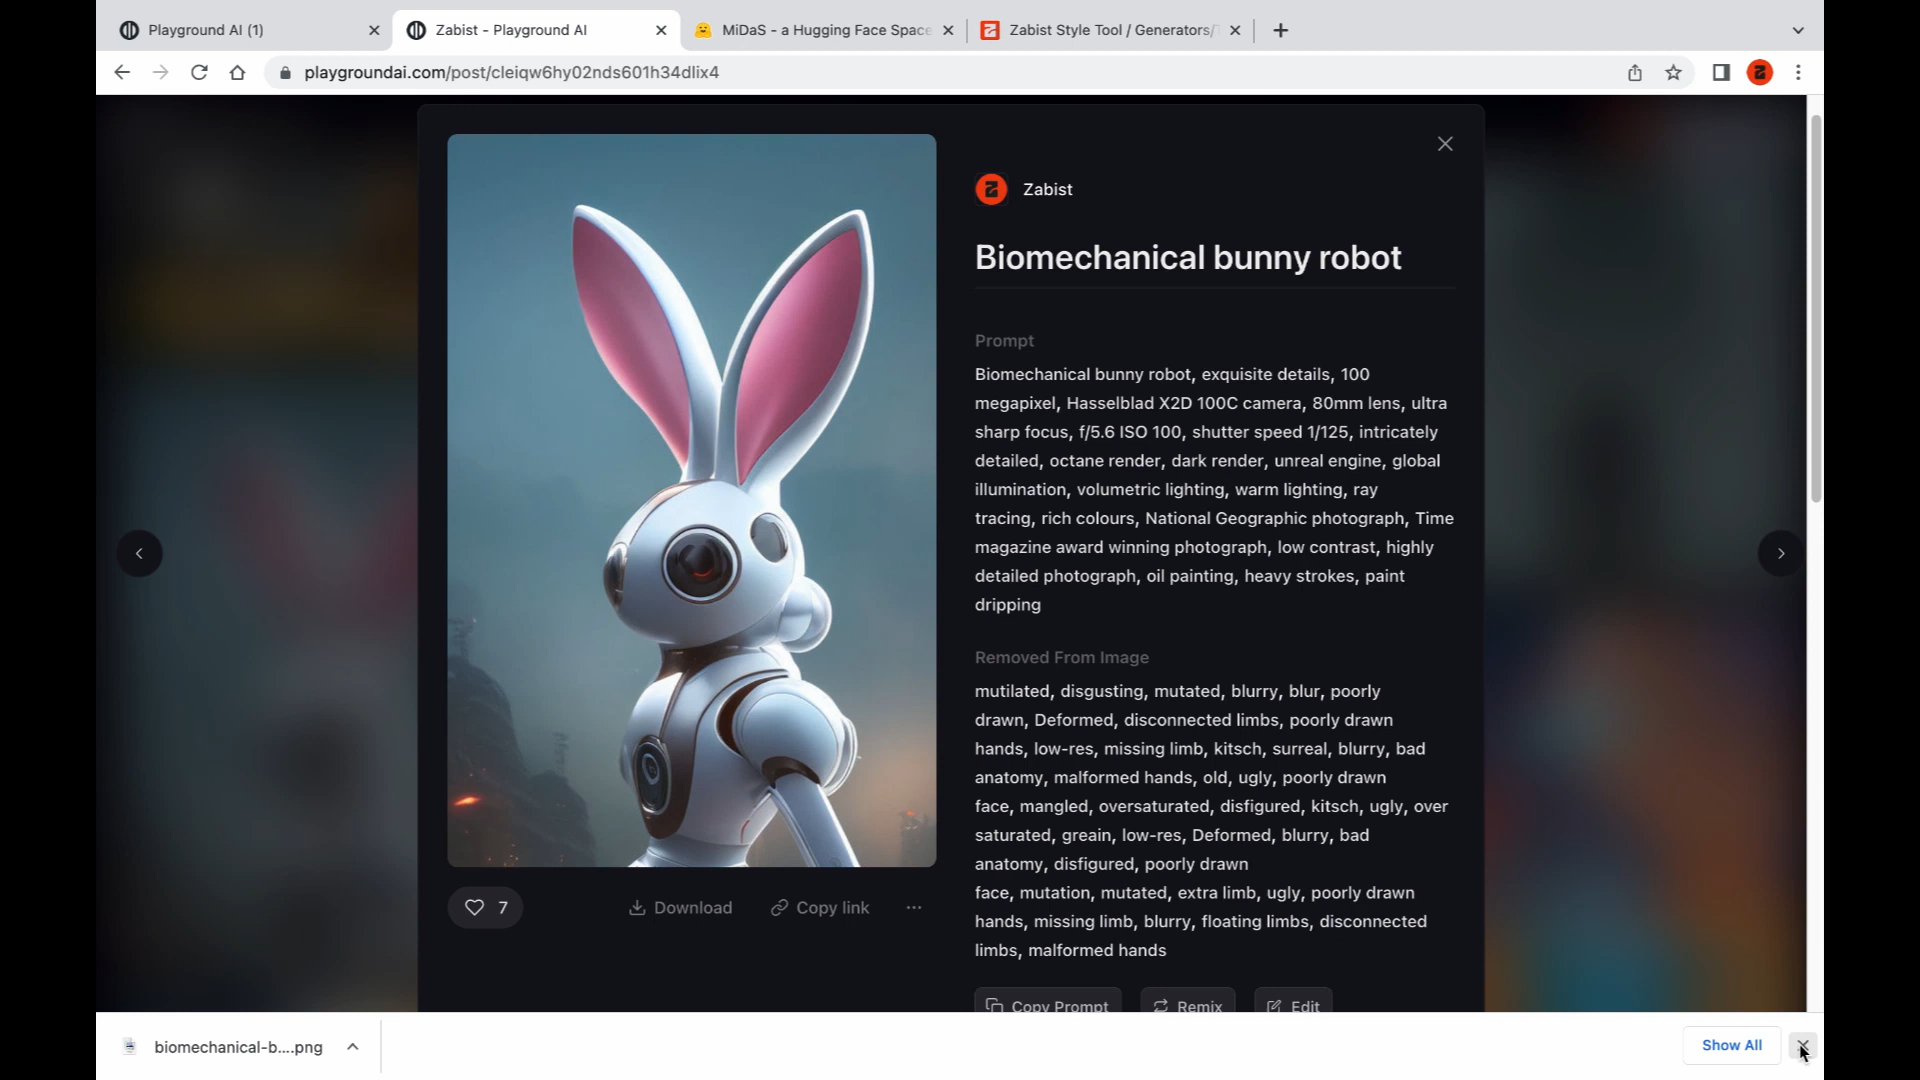 Playground AI (1)
Zabist - Playground AI
MiDaS - a Hugging Face Space
Zabist Style Tool / Generators/
playgroundai.com/post/cleiqw6hy02nds601h34dlix4
Zabist
Biomechanical bunny robot
Prompt
Biomechanical bunny robot, exquisite details, 100
megapixel, Hasselblad X2D 100C camera, 80mm lens, ultra
sharp focus, f/5.6 ISO 100, shutter speed 1/125, intricately
detailed, octane render, dark render, unreal engine, global
illumination, volumetric lighting, warm lighting, ray
tracing, rich colours, National Geographic photograph, Time
magazine award winning photograph, low contrast, highly
detailed photograph, oil painting, heavy strokes, paint
dripping
Removed From Image
mutilated, disgusting, mutated, blurry, blur, poorly
drawn, Deformed, disconnected limbs, poorly drawn
hands, low-res, missing limb, kitsch, surreal, blurry, bad
anatomy, malformed hands, old, ugly, poorly drawn
face, mangled, oversaturated, disfigured, kitsch, ugly, over
saturated, greain, low-res, Deformed, blurry, bad
anatomy, disfigured, poorly drawn
face, mutation, mutated, extra limb, ugly, poorly drawn
hands, missing limb, blurry, floating limbs, disconnected
limbs, malformed hands
7
Download
Copy link
Copy Prompt
Remix
Edit
biomechanical-b....png
Show All